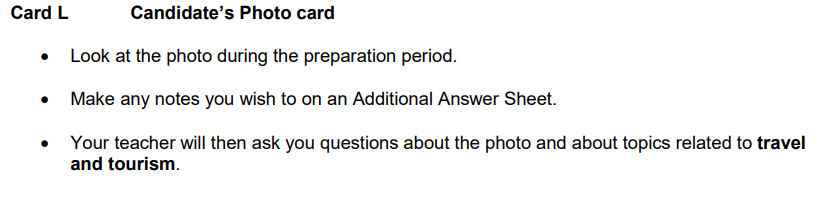 Card L Candidate’s Photo card
• Look at the photo during the preparation period.
• Make any notes you wish to on an Additional Answer Sheet.
• Your teacher will then ask you questions about the photo and about topics related to travel
and tourism.